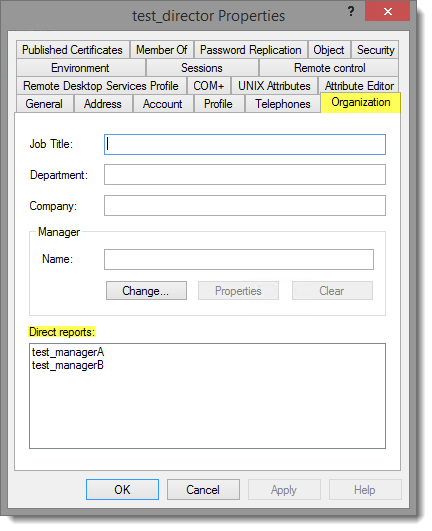 test_director Properties
?
Published Certificates Member Of Password Replication Object Security
Environment Sessions Remote control
Remote Desktop Services Profile COM+ UNIX Attributes Attribute Editor
General Address Account Profile Telephones Organization
Job Title:
Department:
Company:
Manager
Name:
Change... Properties Clear
Direct reports:
test_managerA
test_managerB
OK Cancel Apply Help